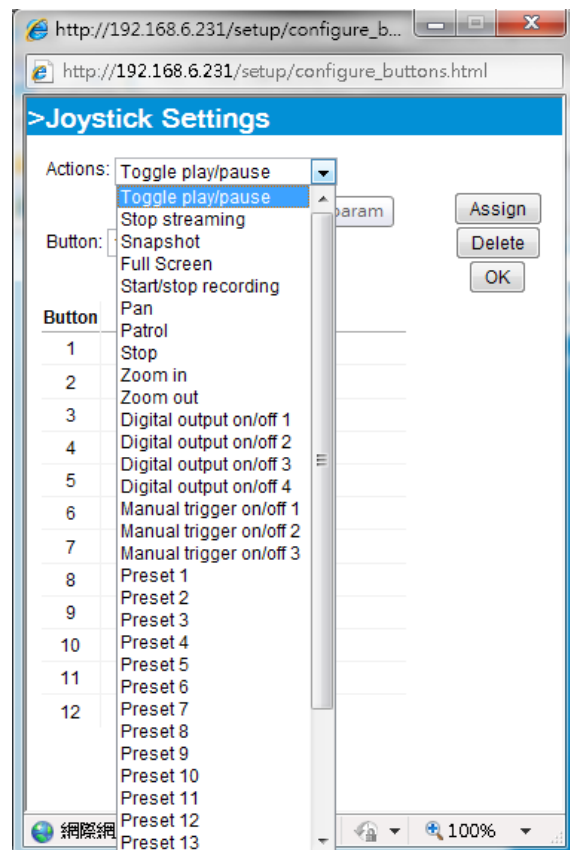 http://192.168.6.231/setup/configure_b...
http://192.168.6.231/setup/configure_buttons.html
>Joystick Settings
Actions: Toggle play/pause
Toggle play/pause
Stop streaming
Snapshot
Full Screen
Start/stop recording
Pan
Patrol
Stop
Zoom in
Zoom out
Digital output on/off 1
Digital output on/off 2
Digital output on/off 3
Digital output on/off 4
Manual trigger on/off 1
Manual trigger on/off 2
Manual trigger on/off 3
Preset 1
Preset 2
Preset 3
Preset 4
Preset 5
Preset 6
Preset 7
Preset 8
Preset 9
Preset 10
Preset 11
Preset 12
Preset 13
param
Assign
Button:
Delete
OK
Button
1
2
3
4
5
6
7
8
9
10
11
12
網際網
100%